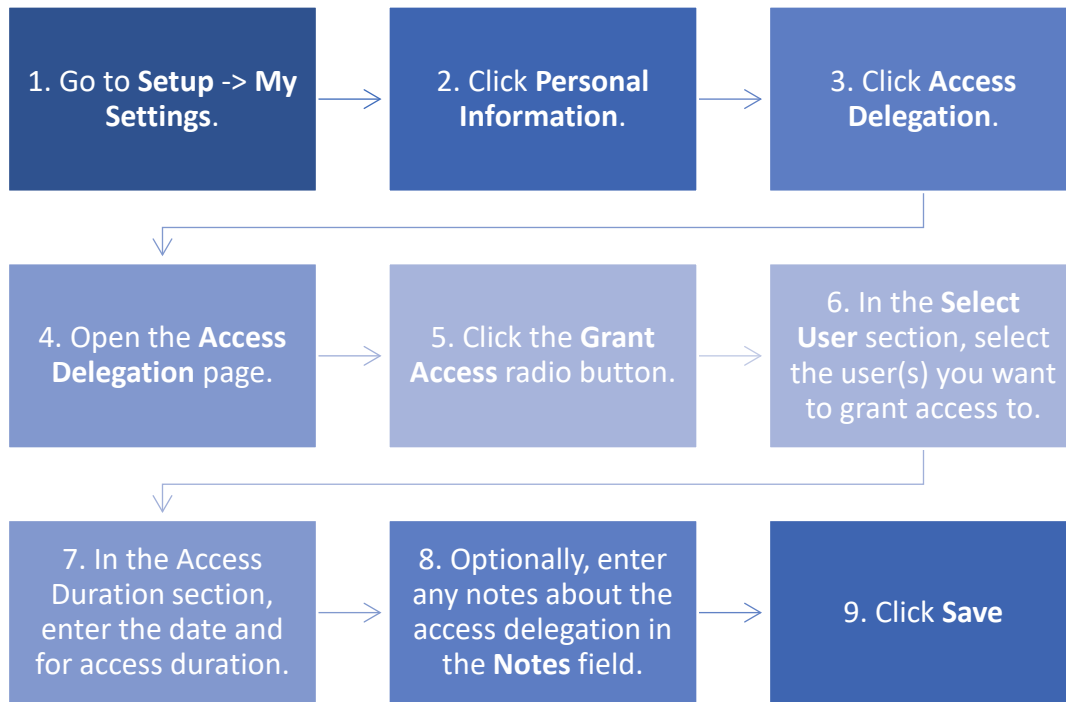 1. Go to Setup -> My
Settings.
2. Click Personal
Information.
3. Click Access
Delegation.
4. Open the Access
Delegation page.
5. Click the Grant
Access radio button.
6. In the Select
User section, select
the user(s) you want
to grant access to.
7. In the Access
Duration section,
enter the date and
for access duration.
8. Optionally, enter
any notes about the
access delegation in
the Notes field.
9. Click Save